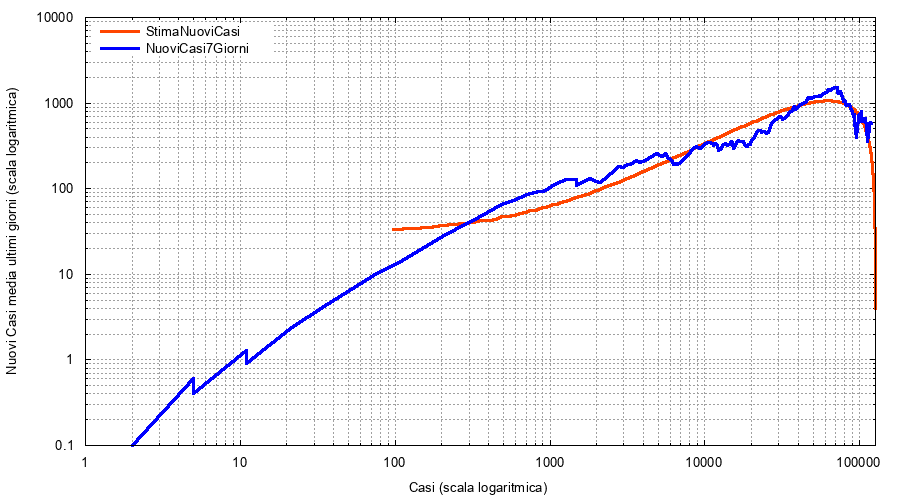 10000
StimaNuoviCasi
NuoviCasi7Giorni
1000
100
10
1
0.1
Nuovi Casi media ultimi giorni (scala logaritmica)
1 10 100 1000 10000 100000
Casi (scala logaritmica)